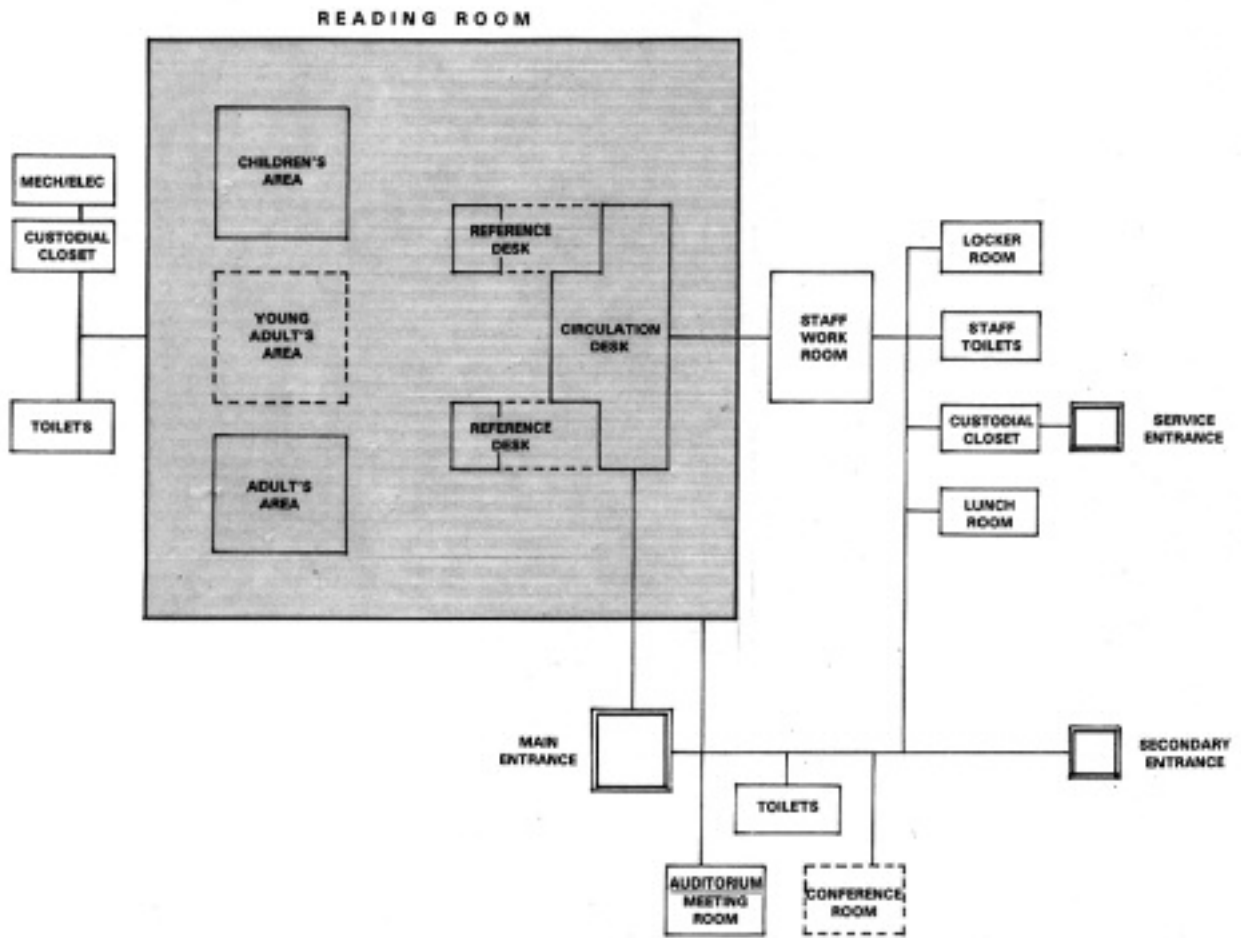 READING ROOM
CHILDREN'S
AREA
MECH/ELEC
CUSTODIAL
CLOSET
REFERENCE
DESK
LOCKER
ROOM
YOUNG
ADULT'S
AREA
CIRCULATION
DESK
STAFF
WORK
ROOM
STAFF
TOILETS
TOILETS
REFERENCE
DESK
CUSTODIAL
CLOSET
SERVICE
ENTRANCE
ADULT'S
AREA
LUNCH
ROOM
MAIN
ENTRANCE
SECONDARY
ENTRANCE
TOILETS
AUDITORIUM
MEETING
ROOM
CONFERENCE
ROOM